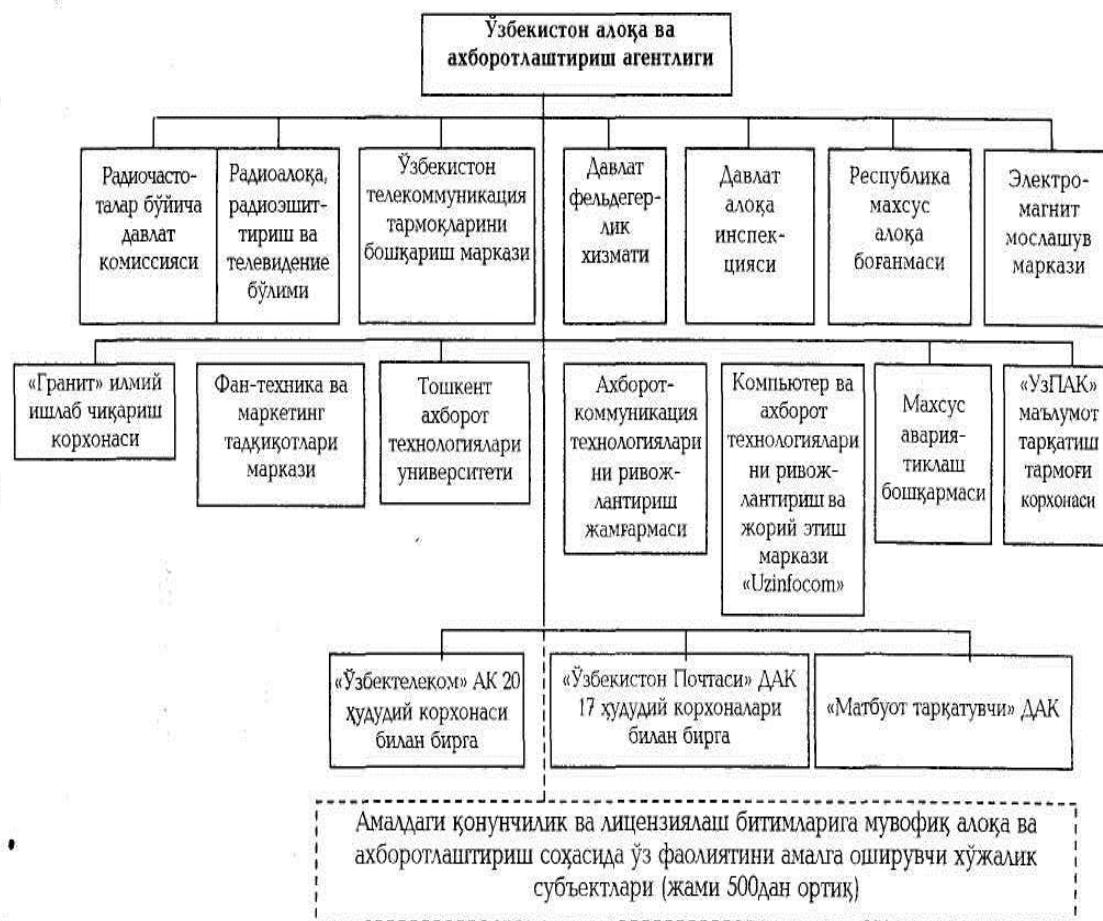 Ўзбекистон алоқа ва
ахборотлаштириш агентлиги
Радиочасто-
талар бўйича
давлат
комиссияси
Радиоалоқа,
радиоэшит-
тириш ва
телевидение
бўлими
Ўзбекистон
телекоммуникация
тармоқларини
бошқариш маркази
Давлат
фельдегер-
лик
хизмати
Давлат
алоқа
инспек-
цияси
Республика
махсус
алоқа
боғанмаси
Электро-
магнит
мослашув
маркази
«Гранит» илмий
ишлаб чиқариш
корхонаси
Фан-техника ва
маркетинг
тадқиқотлари
маркази
Тошкент
ахборот
технологиялари
университети
Ахборот-
коммуникация
технологиялари
ни ривож-
лантириш
жамғармаси
Компьютер ва
ахборот
технологиялари
ни ривож-
лантириш ва
жорий этиш
маркази
«Uzinfocom»
Махсус
авария-
тиклаш
бошқармаси
«УзПАК»
маълумот
тарқатиш
тармоғи
корхонаси
«Ўзбектелеқом» АК 20
ҳудудий корхонаси
билан бирга
«Ўзбекистон Почтаси» ДАК
17 ҳудудий корхоналари
билан бирга
«Матбуот тарқатувчи» ДАК
Амалдаги қонунчилик ва лицензиялаш битимларига мувофиқ алоқа ва
ахборотлаштириш соҳасида ўз фаолиятини амалга оширувчи хўжалик
субъектлари (жами 500дан ортиқ)